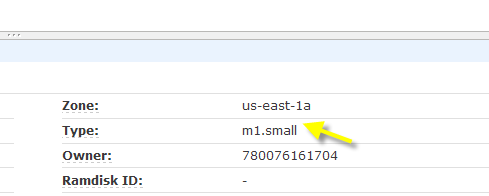 Zone: us-east-1a
Type: m1.small
Owner: 780076161704
Ramdisk ID: -